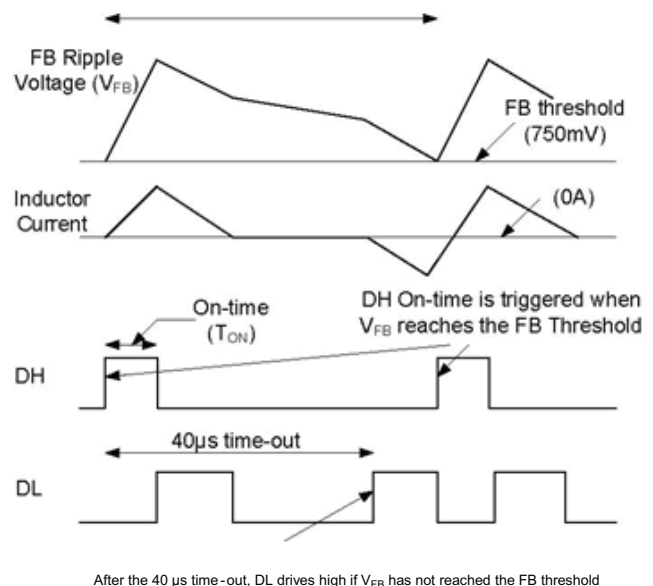 FB Ripple
Voltage (VFB)
FB threshold
(750mV)
Inductor
Current
(0A)
On-time
(TON)
DH On-time is triggered when
VFB reaches the FB Threshold
DH
40µs time-out
DL
After the 40 µs time-out, DL drives high if VFB has not reached the FB threshold